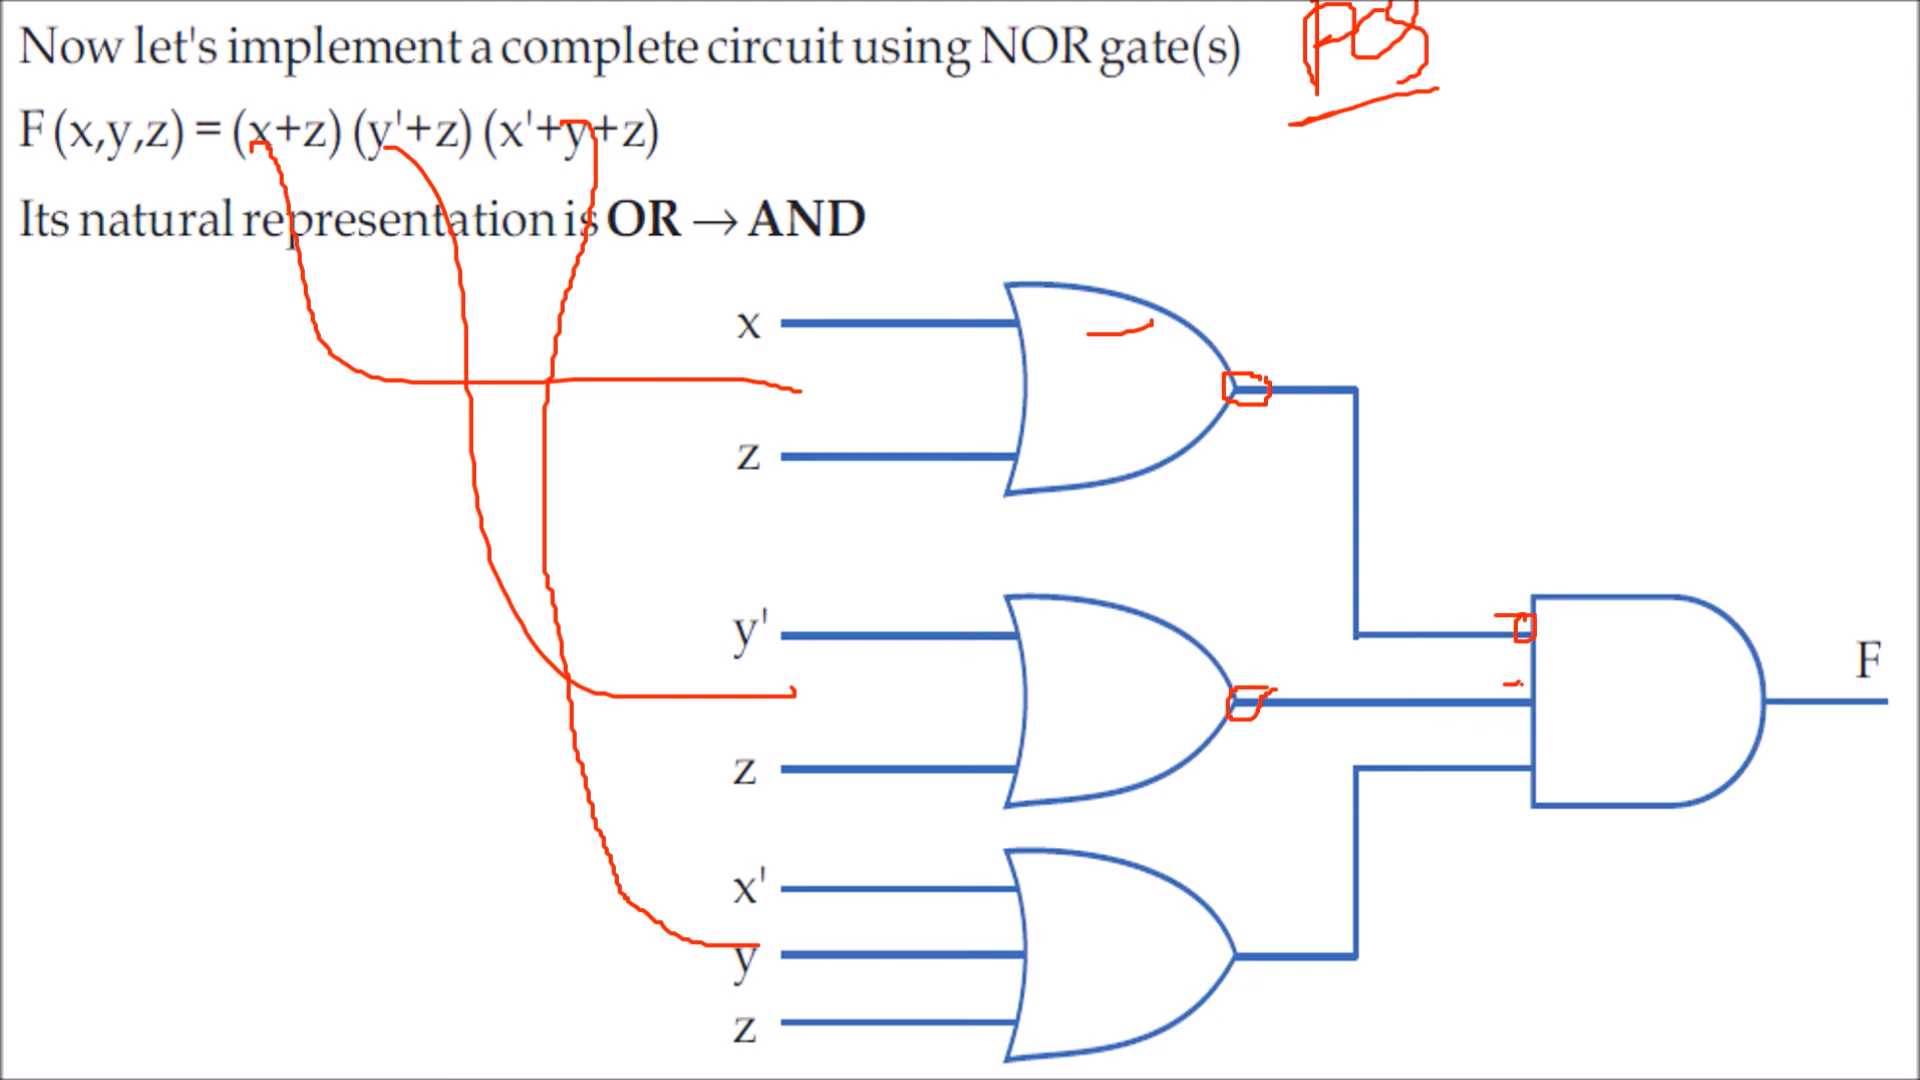 Now let's implement a complete circuit using NOR gate(s)
F (x,y,z) = (x+z) (y'+z) (x'+y+z)
Its natural representation is OR → AND
x
z
y'
z
F
x'
y
z